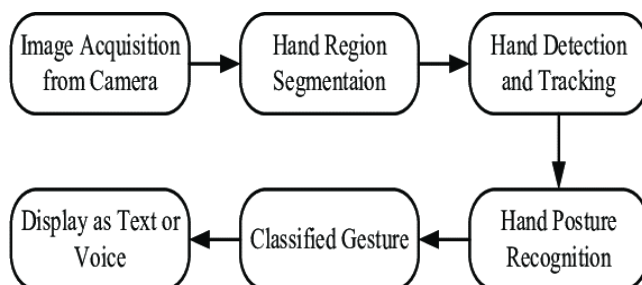 Image Acquisition
from Camera
Hand Region
Segmentaion
Hand Detection
and Tracking
Hand Posture
Recognition
Classified Gesture
Display as Text or
Voice